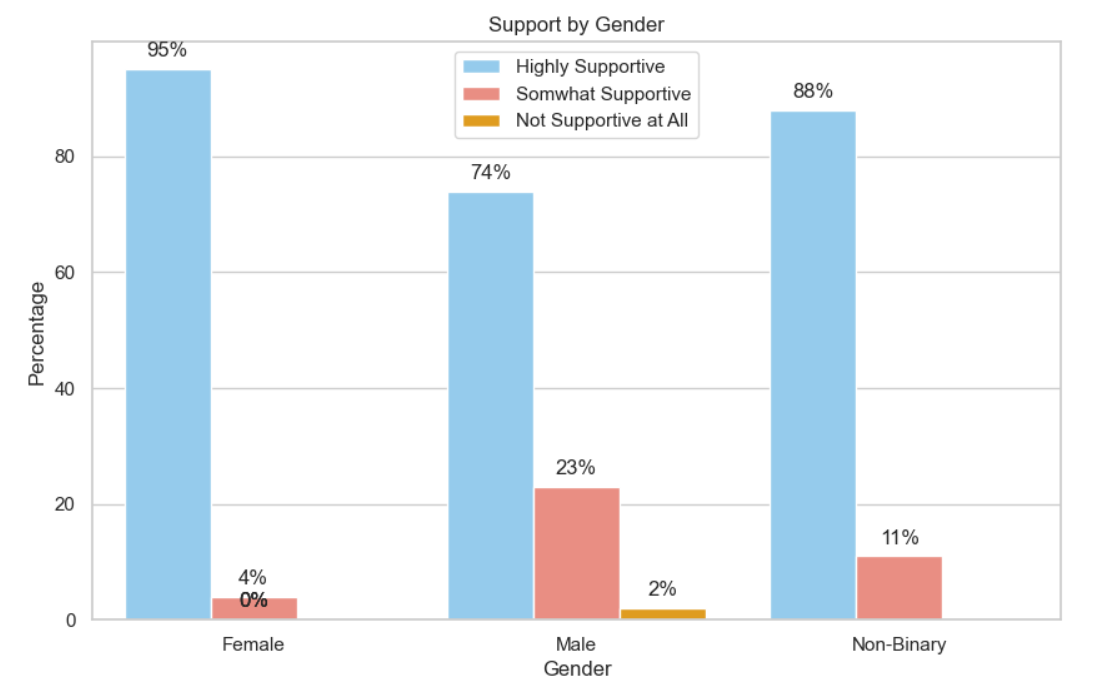 Support by Gender
95%
Highly Supportive
Somwhat Supportive
Not Supportive at All
88%
80
74%
60
Percentage
40
23%
20
11%
4%
0%
2%
0
Female
Male
Non-Binary
Gender